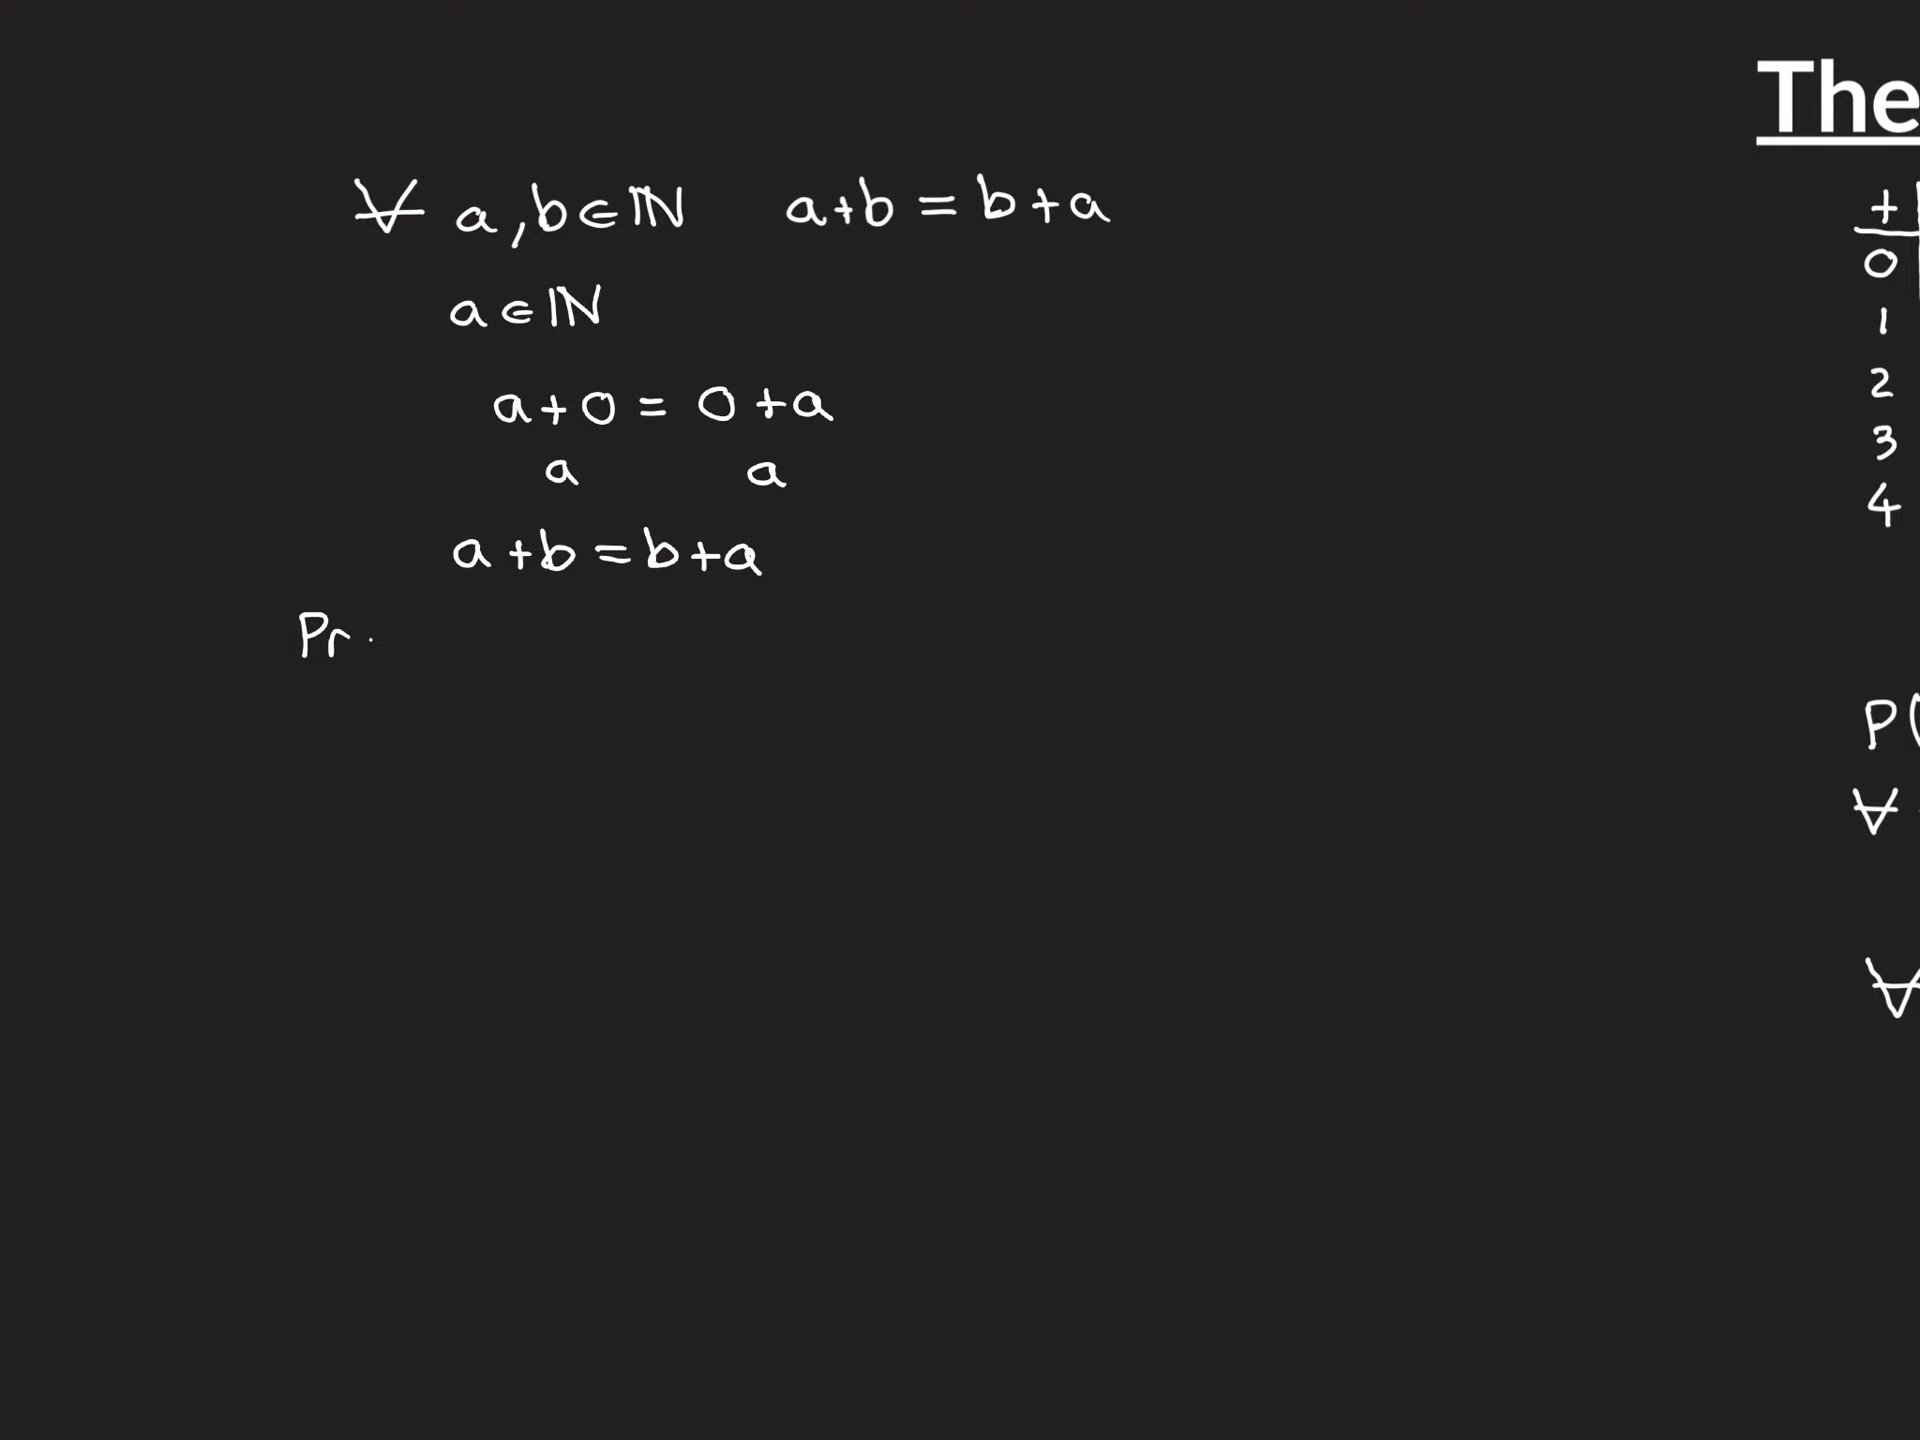 ∀ a,b∈ℕ a+b = b+a
a∈ℕ
a+0 = 0+a
a a
a+b = b+a
Pr
The
+
0
1
2
3
4
P(
∀
∀